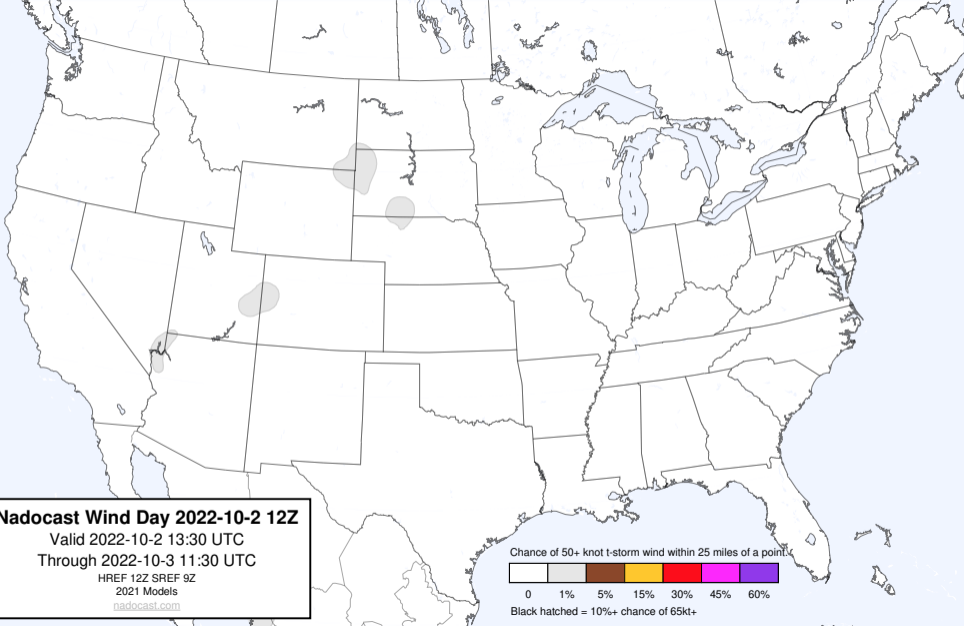 Nadocast Wind Day 2022-10-2 12Z
Valid 2022-10-2 13:30 UTC
Through 2022-10-3 11:30 UTC
HREF 12Z SREF 9Z
2021 Models
nadocast.com
Chance of 50+ knot t-storm wind within 25 miles of a point.
0 1% 5% 15% 30% 45% 60%
Black hatched = 10%+ chance of 65kt+